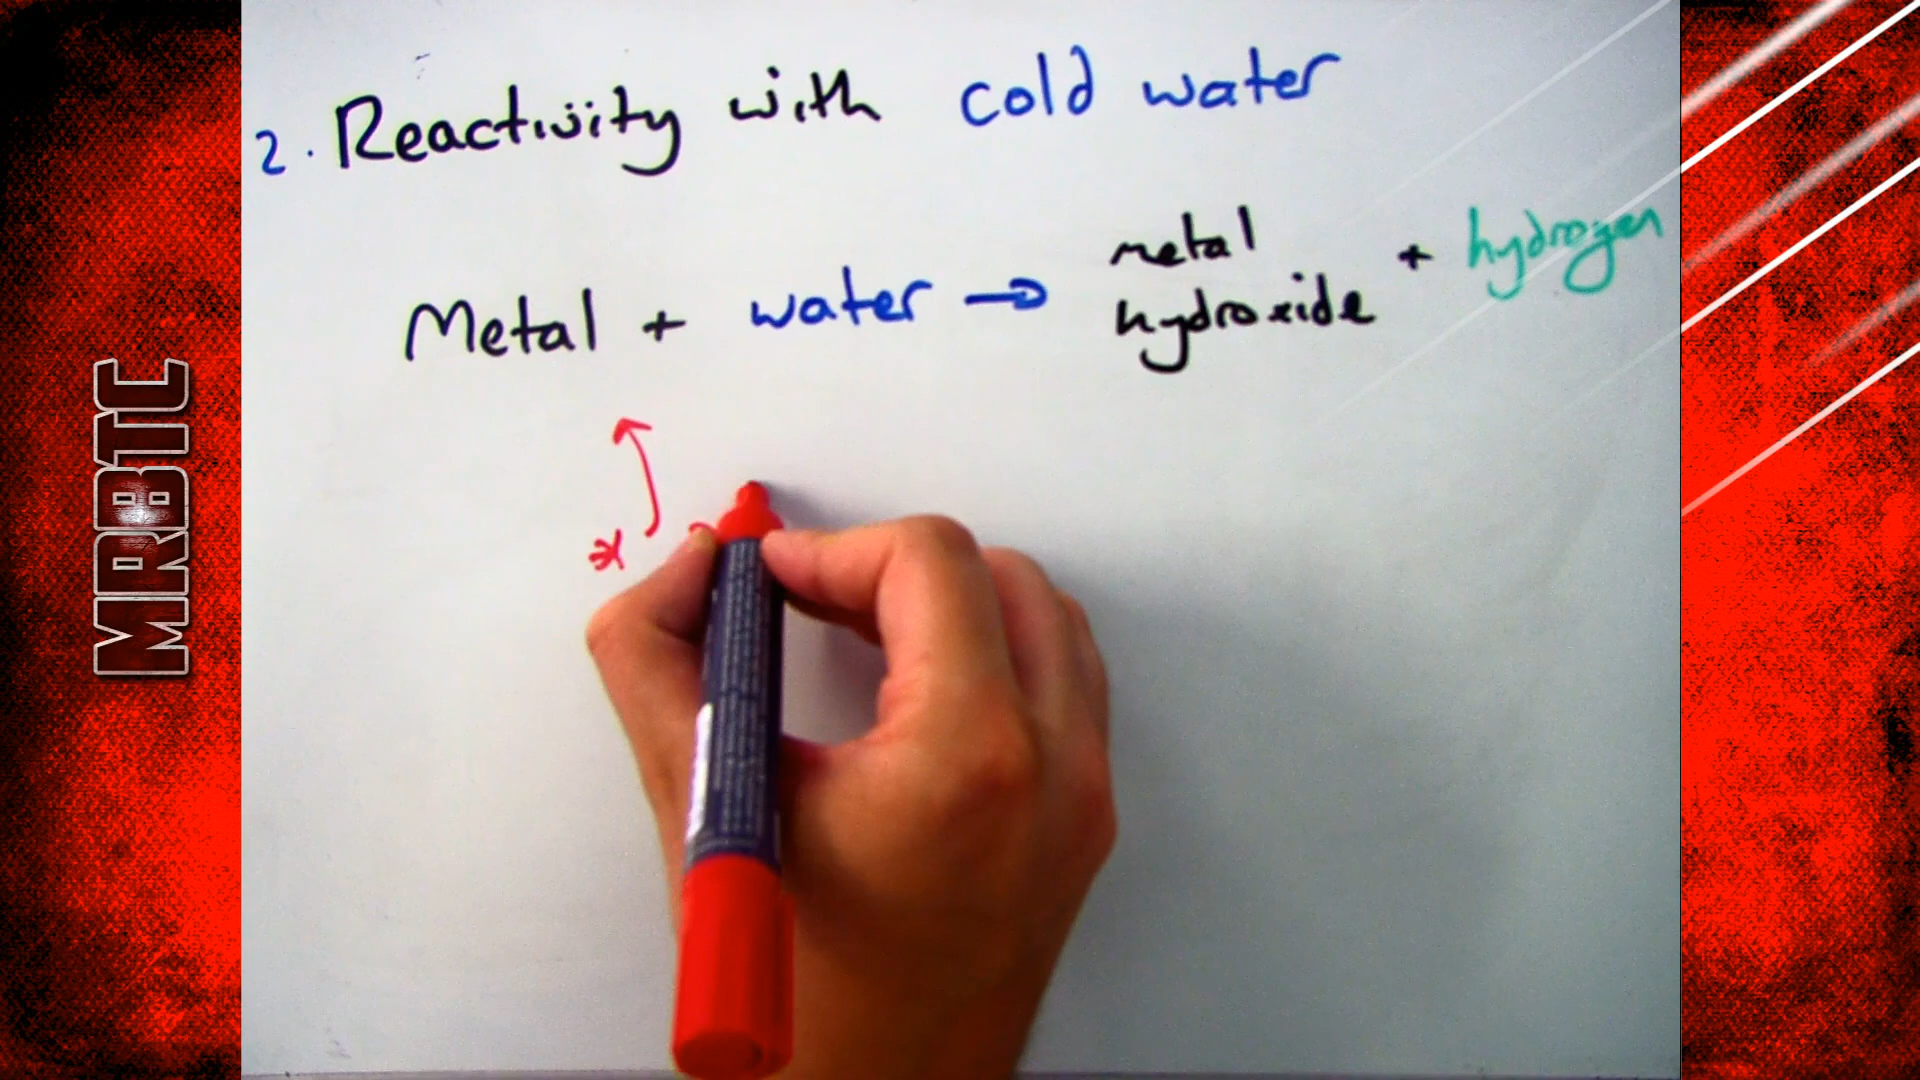 2. Reactivity with cold water
Metal + water → metal hydroxide + hydrogen
MRBTC